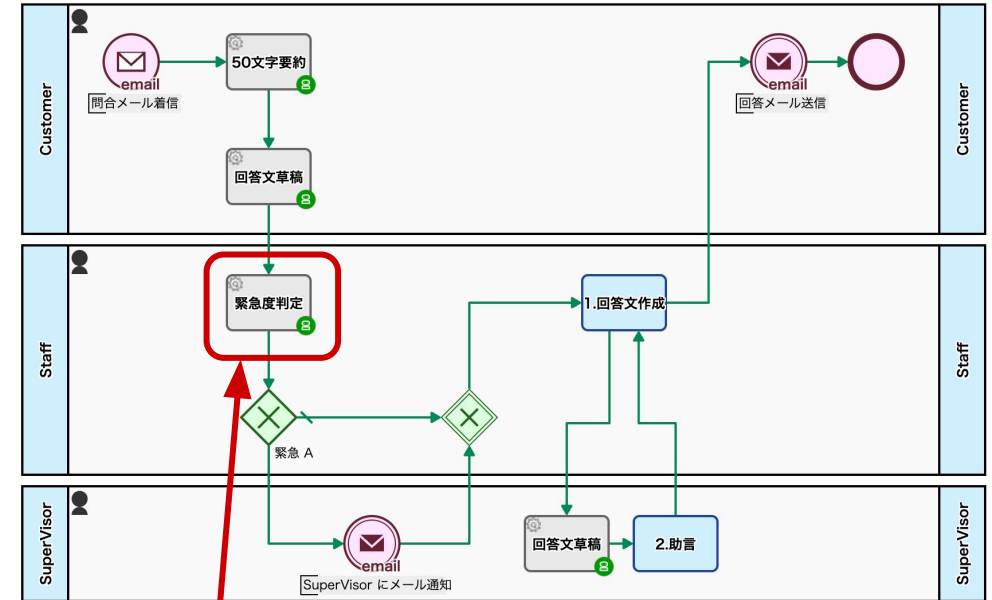 Customer
email
問合メール着信
50文字要約
回答文草稿
email
回答メール送信
Customer
Staff
緊急度判定
緊急 A
1.回答文作成
Staff
SuperVisor
email
SuperVisor にメール通知
回答文草稿
2.助言
SuperVisor